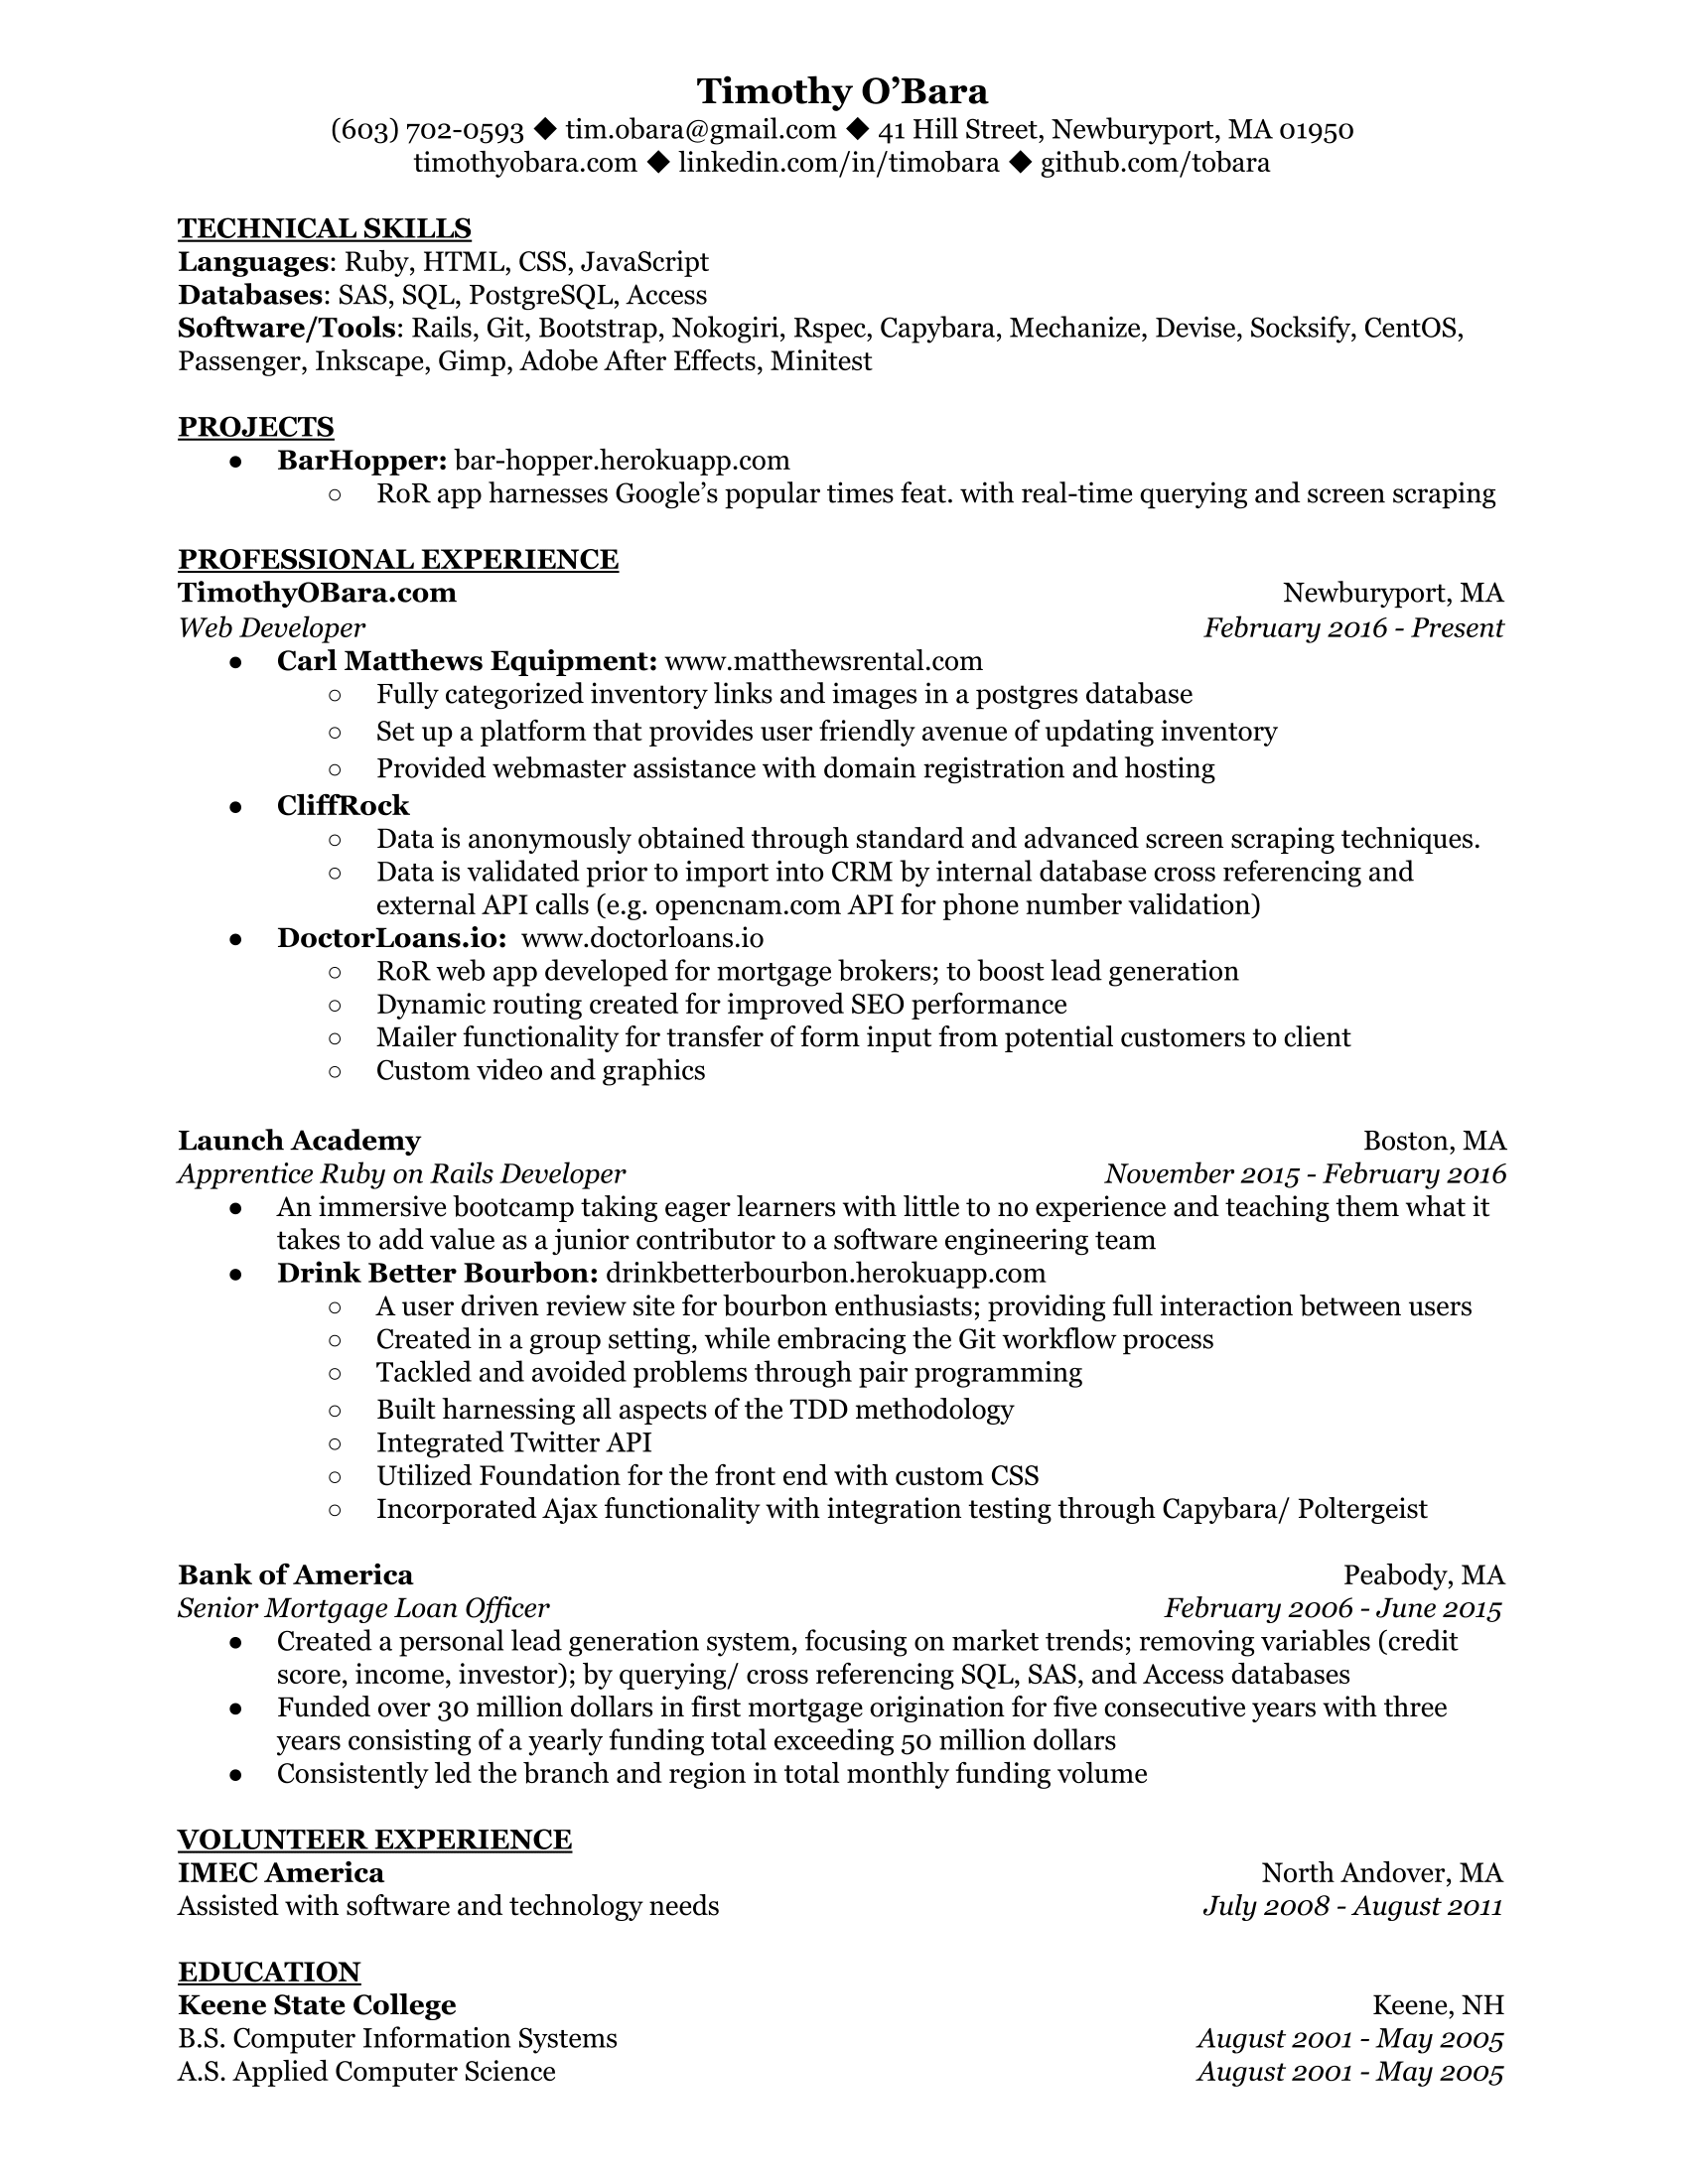 Timothy O’Bara
(603) 702-0593 ◆ tim.obara@gmail.com ◆ 41 Hill Street, Newburyport, MA 01950
timothyobara.com ◆ linkedin.com/in/timobara ◆ github.com/tobara
TECHNICAL SKILLS
Languages: Ruby, HTML, CSS, JavaScript
Databases: SAS, SQL, PostgreSQL, Access
Software/Tools: Rails, Git, Bootstrap, Nokogiri, Rspec, Capybara, Mechanize, Devise, Socksify, CentOS,
Passenger, Inkscape, Gimp, Adobe After Effects, Minitest
PROJECTS
● BarHopper: bar-hopper.herokuapp.com
○ RoR app harnesses Google’s popular times feat. with real-time querying and screen scraping
PROFESSIONAL EXPERIENCE
TimothyOBara.com Newburyport, MA
Web Developer February 2016 - Present
● Carl Matthews Equipment: www.matthewsrental.com
○ Fully categorized inventory links and images in a postgres database
○ Set up a platform that provides user friendly avenue of updating inventory
○ Provided webmaster assistance with domain registration and hosting
● CliffRock
○ Data is anonymously obtained through standard and advanced screen scraping techniques.
○ Data is validated prior to import into CRM by internal database cross referencing and
external API calls (e.g. opencnam.com API for phone number validation)
● DoctorLoans.io: www.doctorloans.io
○ RoR web app developed for mortgage brokers; to boost lead generation
○ Dynamic routing created for improved SEO performance
○ Mailer functionality for transfer of form input from potential customers to client
○ Custom video and graphics
Launch Academy Boston, MA
Apprentice Ruby on Rails Developer November 2015 - February 2016
● An immersive bootcamp taking eager learners with little to no experience and teaching them what it
takes to add value as a junior contributor to a software engineering team
● Drink Better Bourbon: drinkbetterbourbon.herokuapp.com
○ A user driven review site for bourbon enthusiasts; providing full interaction between users
○ Created in a group setting, while embracing the Git workflow process
○ Tackled and avoided problems through pair programming
○ Built harnessing all aspects of the TDD methodology
○ Integrated Twitter API
○ Utilized Foundation for the front end with custom CSS
○ Incorporated Ajax functionality with integration testing through Capybara/ Poltergeist
Bank of America Peabody, MA
Senior Mortgage Loan Officer February 2006 - June 2015
● Created a personal lead generation system, focusing on market trends; removing variables (credit
score, income, investor); by querying/ cross referencing SQL, SAS, and Access databases
● Funded over 30 million dollars in first mortgage origination for five consecutive years with three
years consisting of a yearly funding total exceeding 50 million dollars
● Consistently led the branch and region in total monthly funding volume
VOLUNTEER EXPERIENCE
IMEC America North Andover, MA
Assisted with software and technology needs July 2008 - August 2011
EDUCATION
Keene State College Keene, NH
B.S. Computer Information Systems August 2001 - May 2005
A.S. Applied Computer Science August 2001 - May 2005